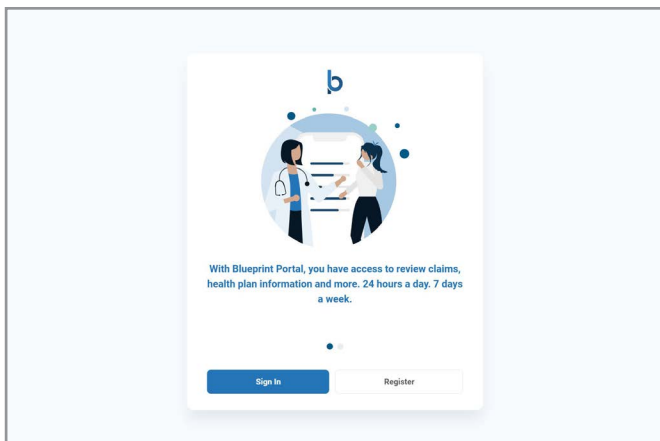 b
With Blueprint Portal, you have access to review claims,
health plan information and more. 24 hours a day. 7 days
a week.
Sign In
Register